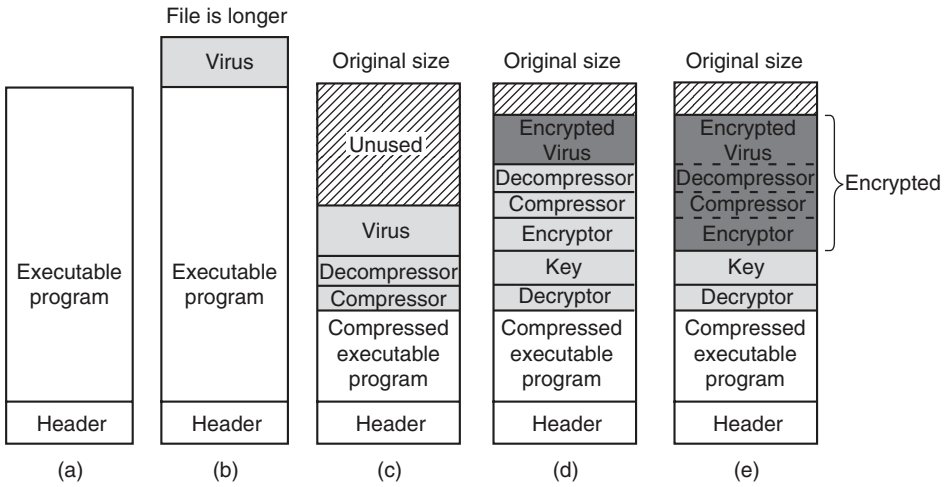 File is longer
Virus
Executable
program
Header
(a)
Executable
program
Header
(b)
Original size
Unused
Virus
Decompressor
Compressor
Compressed
executable
program
Header
(c)
Original size
Encrypted
Virus
Decompressor
Compressor
Encryptor
Key
Decryptor
Compressed
executable
program
Header
(d)
Original size
Encrypted
Virus
Decompressor
Compressor
Encryptor
Key
Decryptor
Compressed
executable
program
Header
(e)
Encrypted